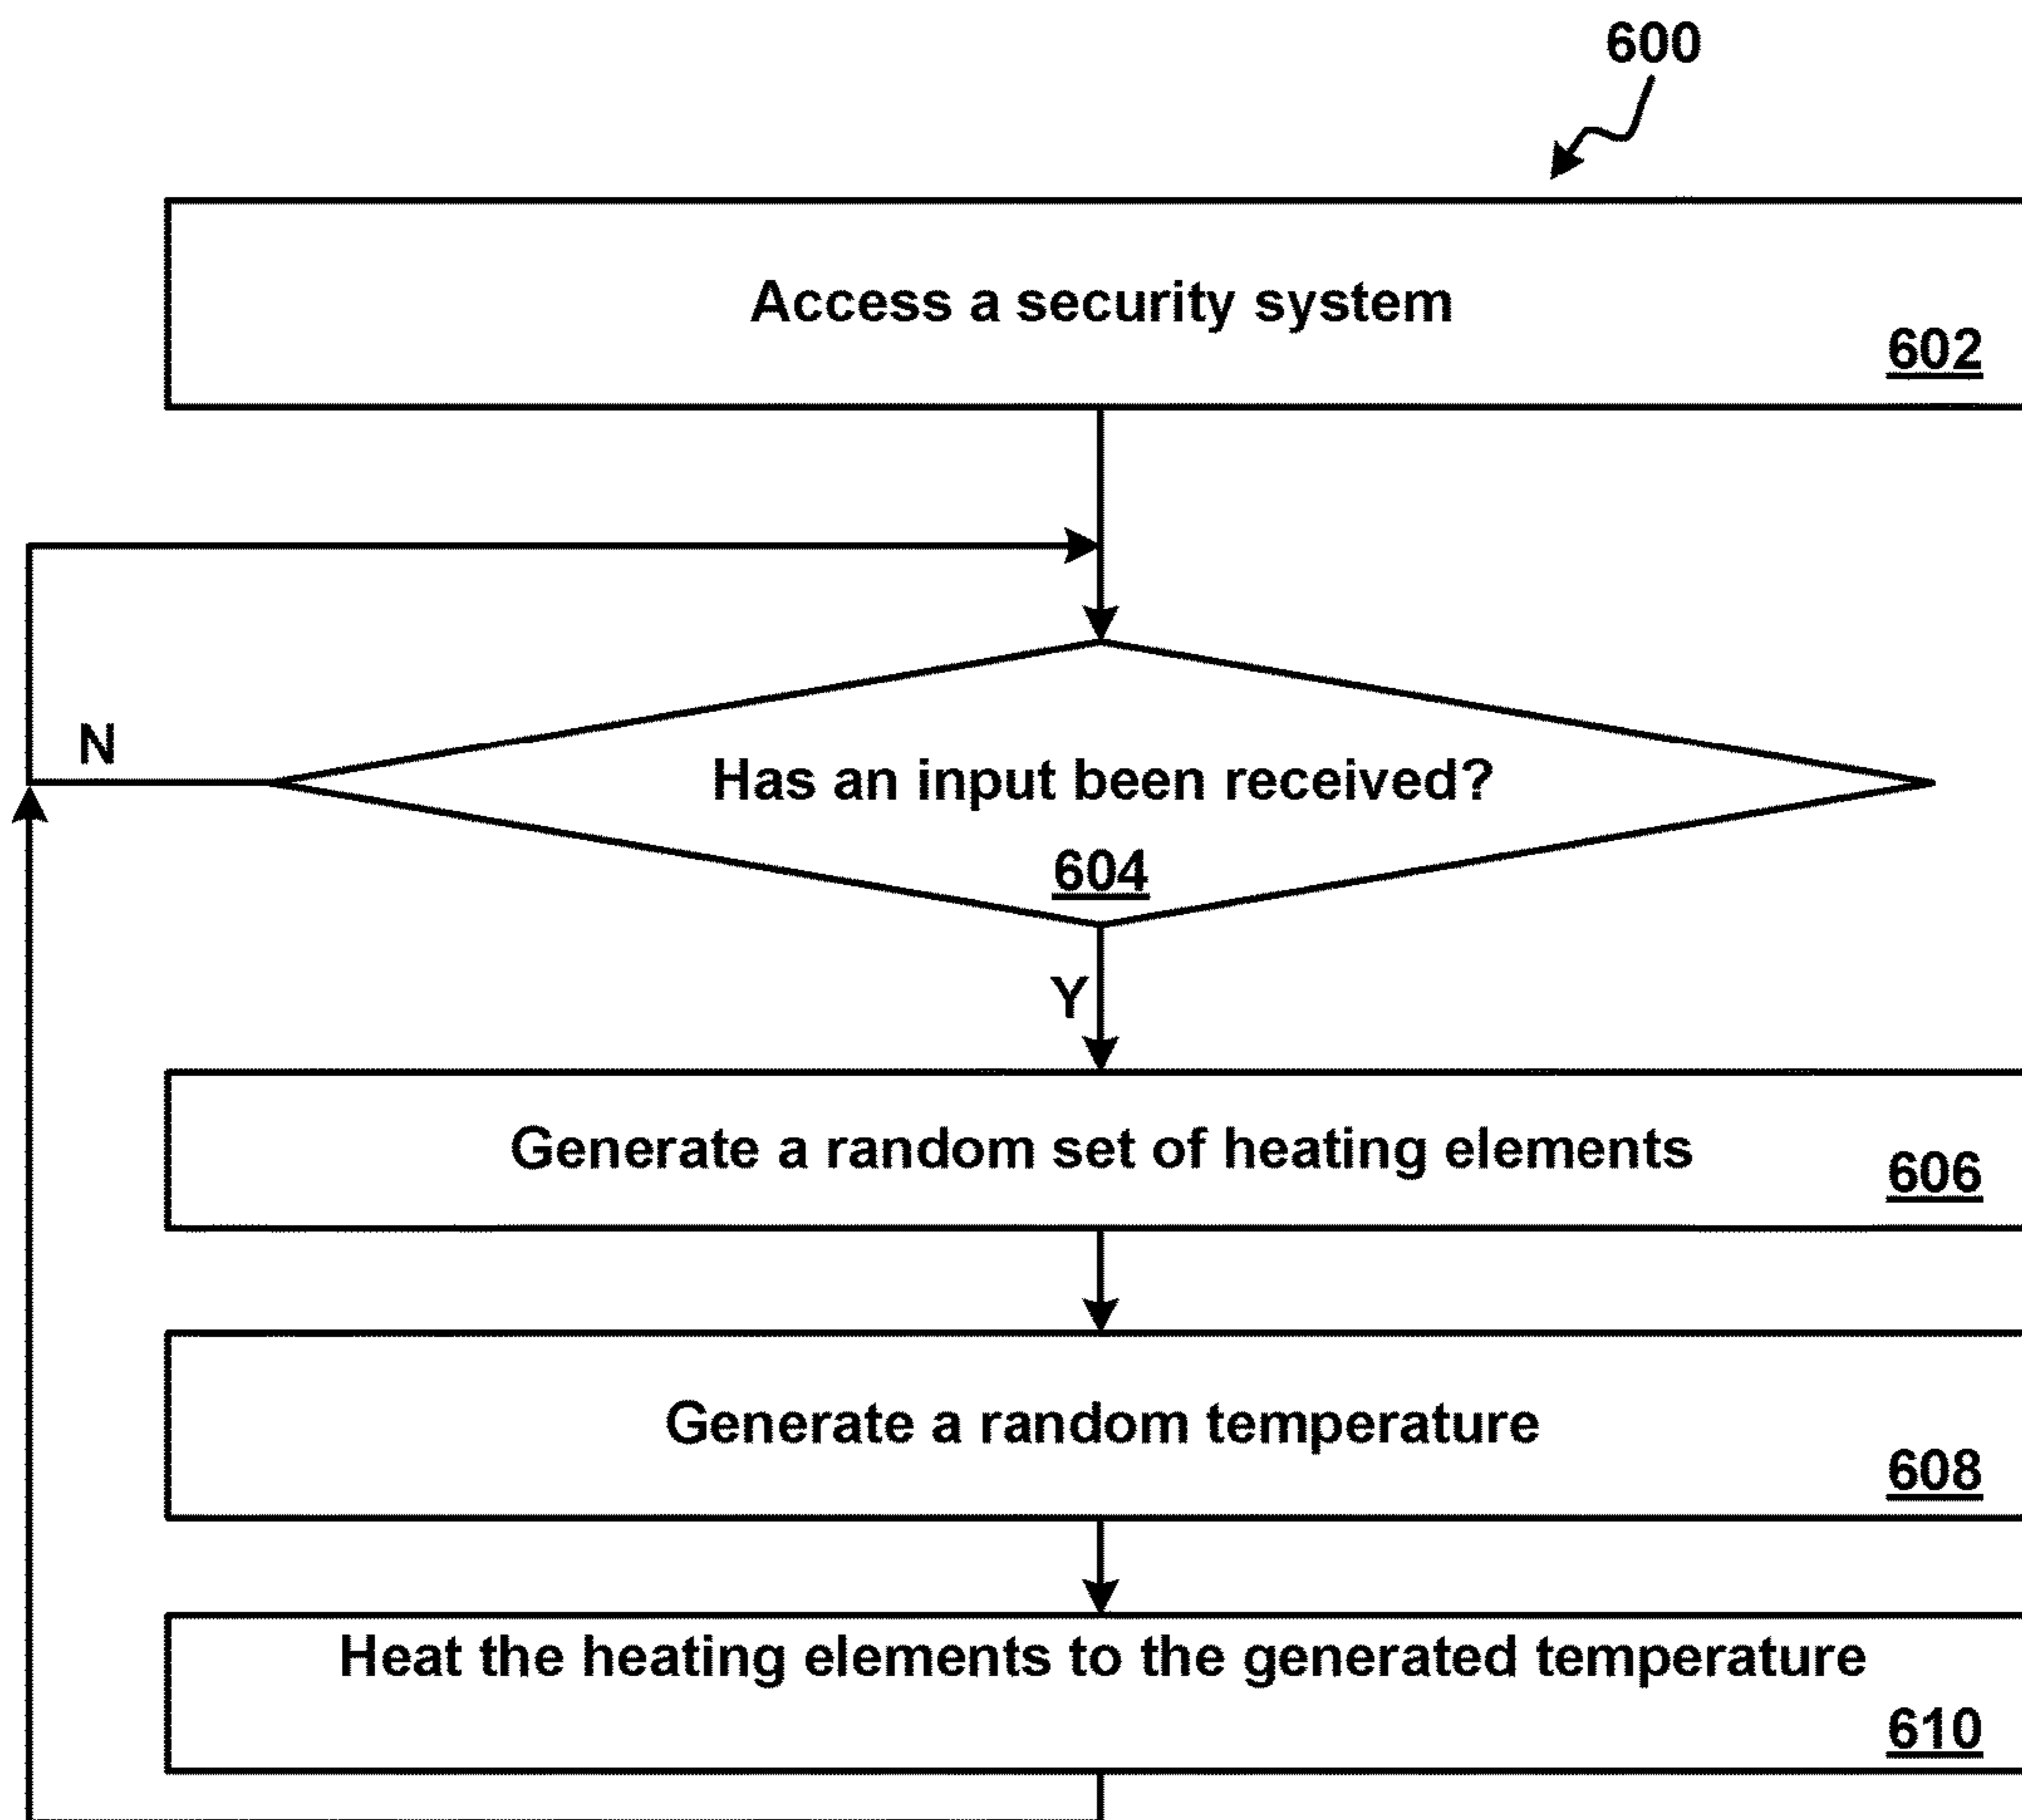 600
Access a security system
602
N
Has an input been received?
604
Y
Generate a random set of heating elements
606
Generate a random temperature
608
Heat the heating elements to the generated temperature
610